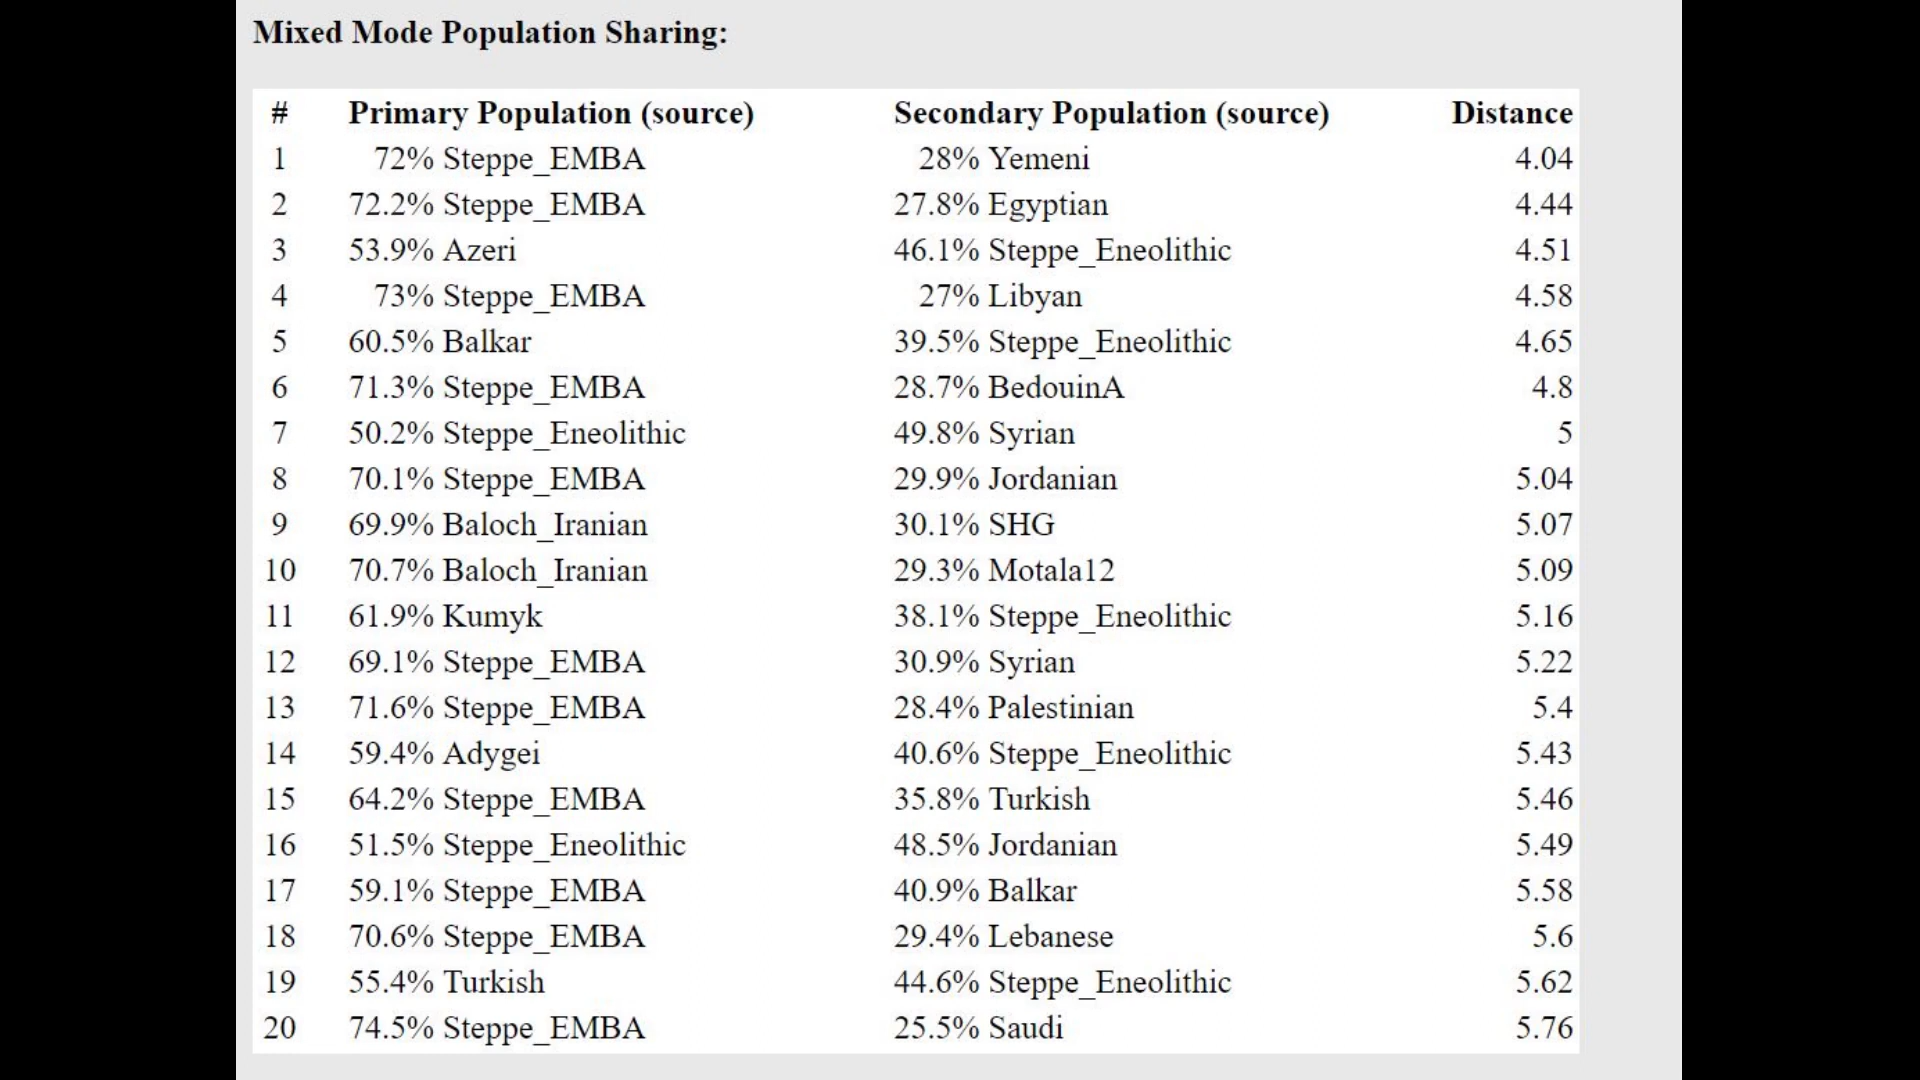 Mixed Mode Population Sharing:
# Primary Population (source) Secondary Population (source) Distance
1 72% Steppe_EMBA 28% Yemeni 4.04
2 72.2% Steppe_EMBA 27.8% Egyptian 4.44
3 53.9% Azeri 46.1% Steppe_Eneolithic 4.51
4 73% Steppe_EMBA 27% Libyan 4.58
5 60.5% Balkar 39.5% Steppe_Eneolithic 4.65
6 71.3% Steppe_EMBA 28.7% BedouinA 4.8
7 50.2% Steppe_Eneolithic 49.8% Syrian 5
8 70.1% Steppe_EMBA 29.9% Jordanian 5.04
9 69.9% Baloch_Iranian 30.1% SHG 5.07
10 70.7% Baloch_Iranian 29.3% Motala12 5.09
11 61.9% Kumyk 38.1% Steppe_Eneolithic 5.16
12 69.1% Steppe_EMBA 30.9% Syrian 5.22
13 71.6% Steppe_EMBA 28.4% Palestinian 5.4
14 59.4% Adygei 40.6% Steppe_Eneolithic 5.43
15 64.2% Steppe_EMBA 35.8% Turkish 5.46
16 51.5% Steppe_Eneolithic 48.5% Jordanian 5.49
17 59.1% Steppe_EMBA 40.9% Balkar 5.58
18 70.6% Steppe_EMBA 29.4% Lebanese 5.6
19 55.4% Turkish 44.6% Steppe_Eneolithic 5.62
20 74.5% Steppe_EMBA 25.5% Saudi 5.76